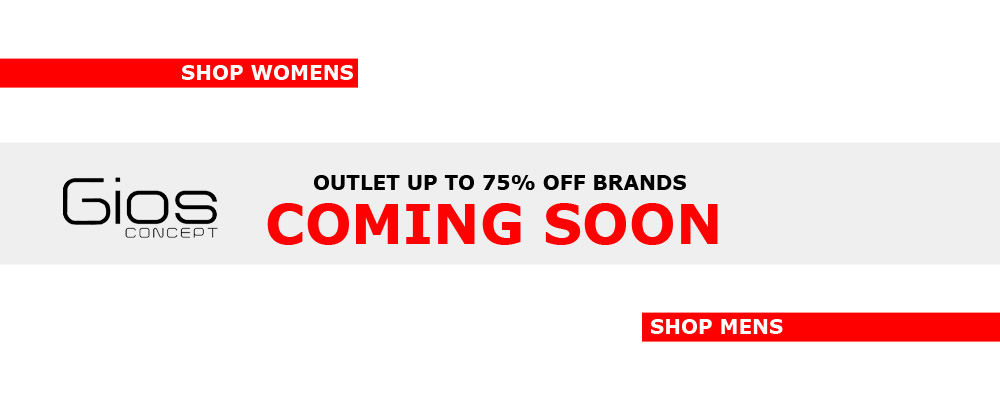 SHOP WOMENS
Gios
CONCEPT
OUTLET UP TO 75% OFF BRANDS
COMING SOON
SHOP MENS